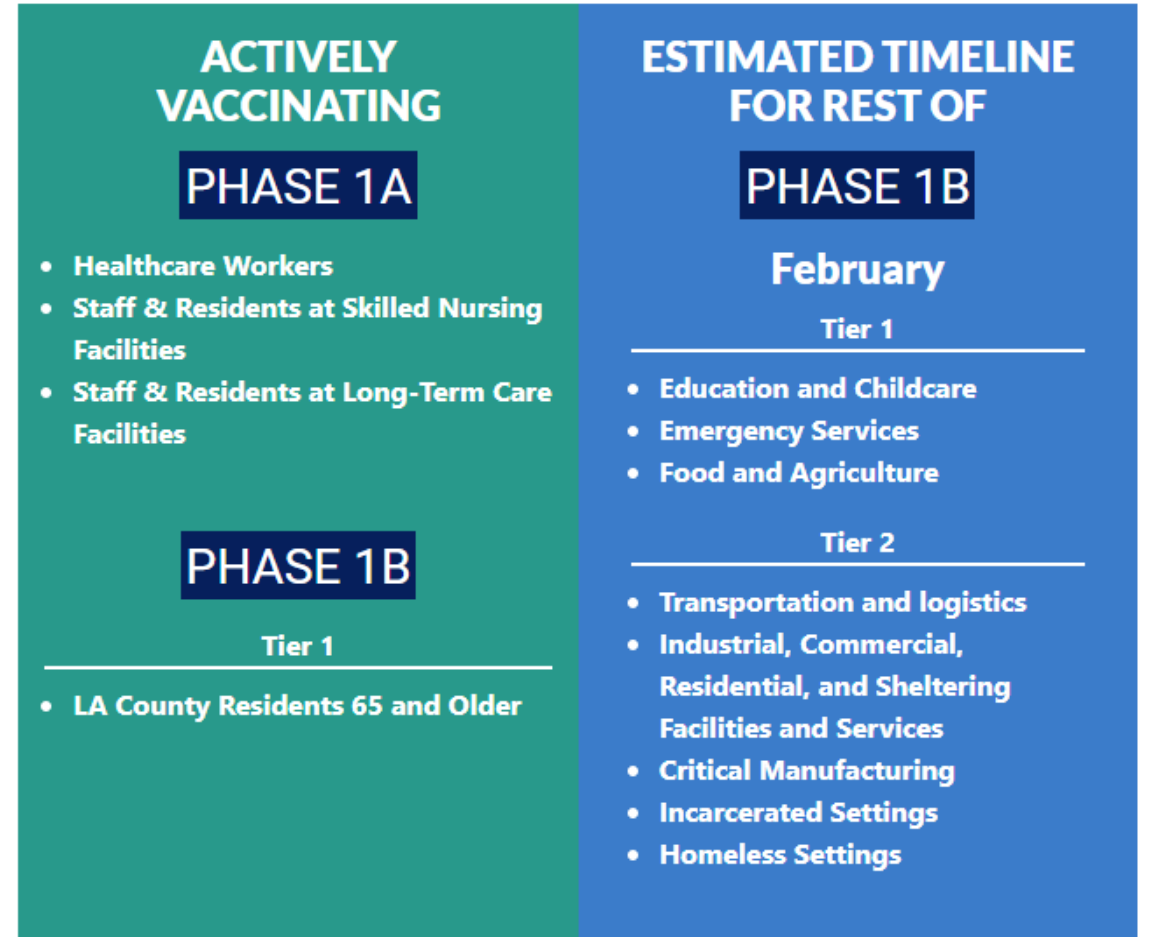 ACTIVELY
VACCINATING
PHASE 1A
• Healthcare Workers
• Staff & Residents at Skilled Nursing
Facilities
• Staff & Residents at Long-Term Care
Facilities
PHASE 1B
Tier 1
• LA County Residents 65 and Older
ESTIMATED TIMELINE
FOR REST OF
PHASE 1B
February
Tier 1
• Education and Childcare
• Emergency Services
• Food and Agriculture
Tier 2
• Transportation and logistics
• Industrial, Commercial,
Residential, and Sheltering
Facilities and Services
• Critical Manufacturing
• Incarcerated Settings
• Homeless Settings